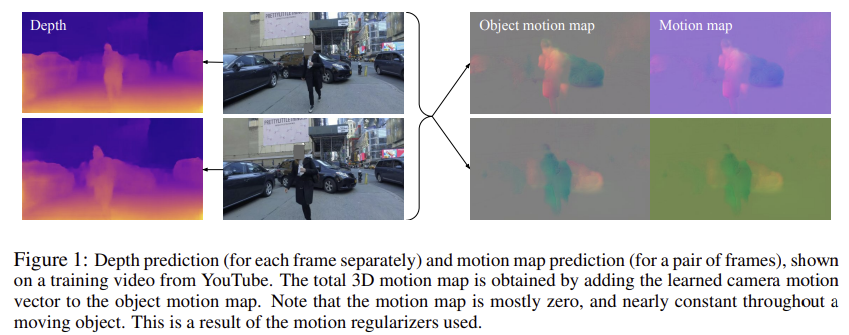 Depth
Object motion map
Motion map
Figure 1: Depth prediction (for each frame separately) and motion map prediction (for a pair of frames), shown
on a training video from YouTube. The total 3D motion map is obtained by adding the learned camera motion
vector to the object motion map. Note that the motion map is mostly zero, and nearly constant throughout a
moving object. This is a result of the motion regularizers used.